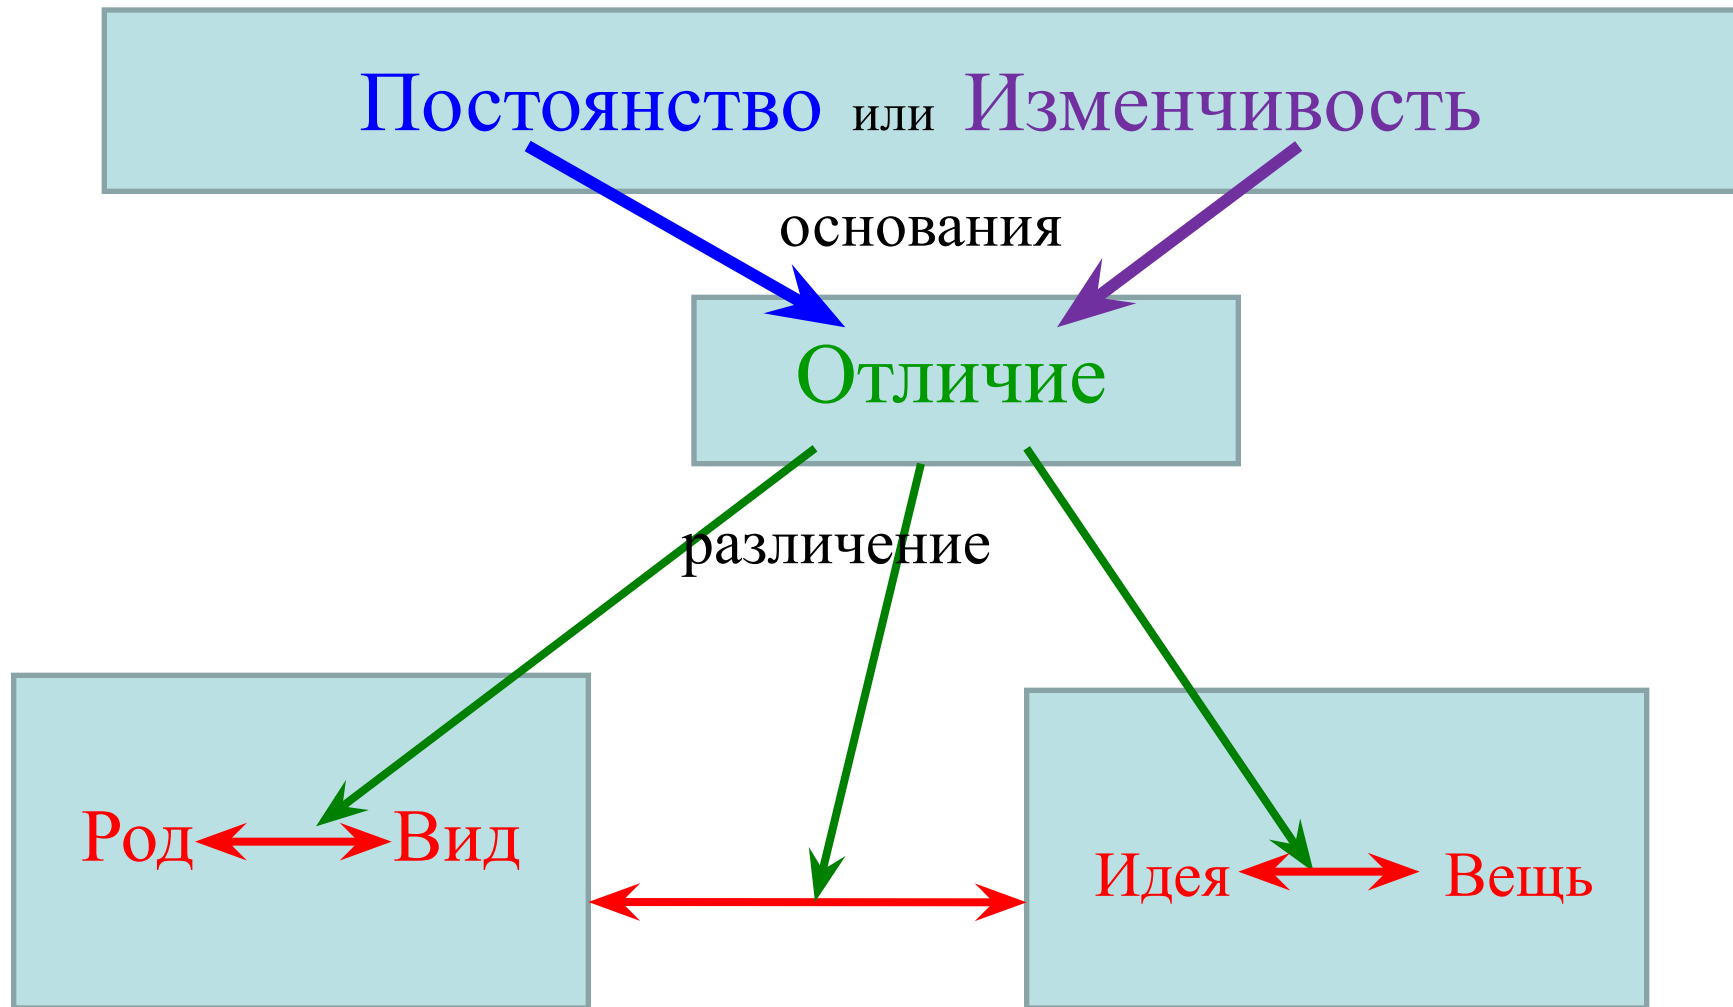 Постоянство или Изменчивость
основания
Отличие
различение
Род Вид
Идея Вещь